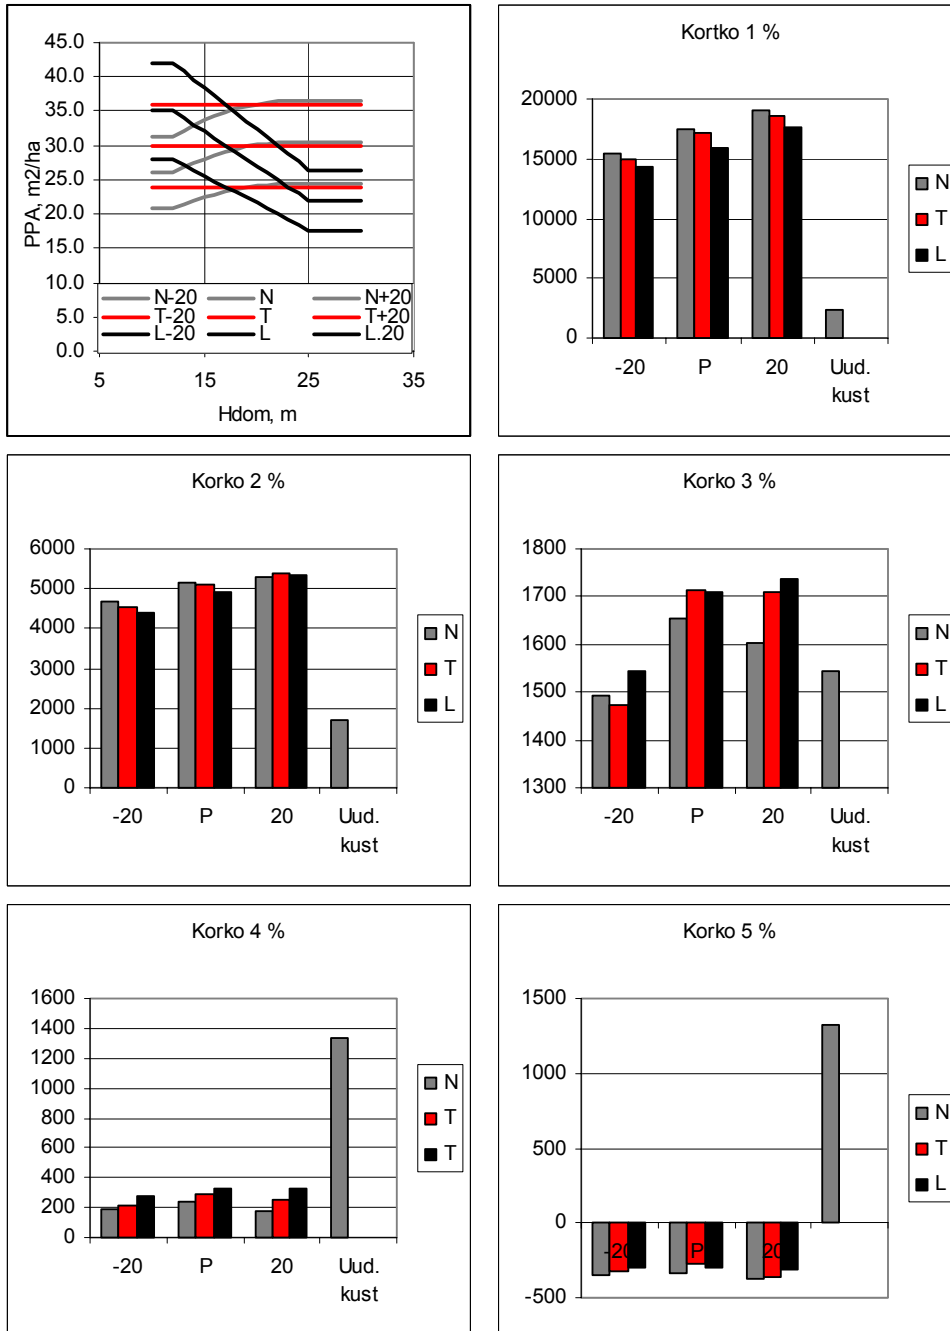 45.0
40.0
35.0
30.0
25.0
20.0
15.0
10.0
5.0
0.0
PPA, m2/ha
N-20 N N+20
T-20 T T+20
L-20 L L.20
5 15 25 35
Hdom, m
Kortko 1 %
20000
15000
10000
5000
0
-20 P 20 Uud.
kust
N
T
L
Korko 2 %
6000
5000
4000
3000
2000
1000
0
-20 P 20 Uud.
kust
N
T
L
Korko 3 %
1800
1700
1600
1500
1400
1300
-20 P 20 Uud.
kust
N
T
L
Korko 4 %
1600
1400
1200
1000
800
600
400
200
0
-20 P 20 Uud.
kust
N
T
T
Korko 5 %
1500
1000
500
0
-500
-20 P 20 Uud.
kust
N
T
L